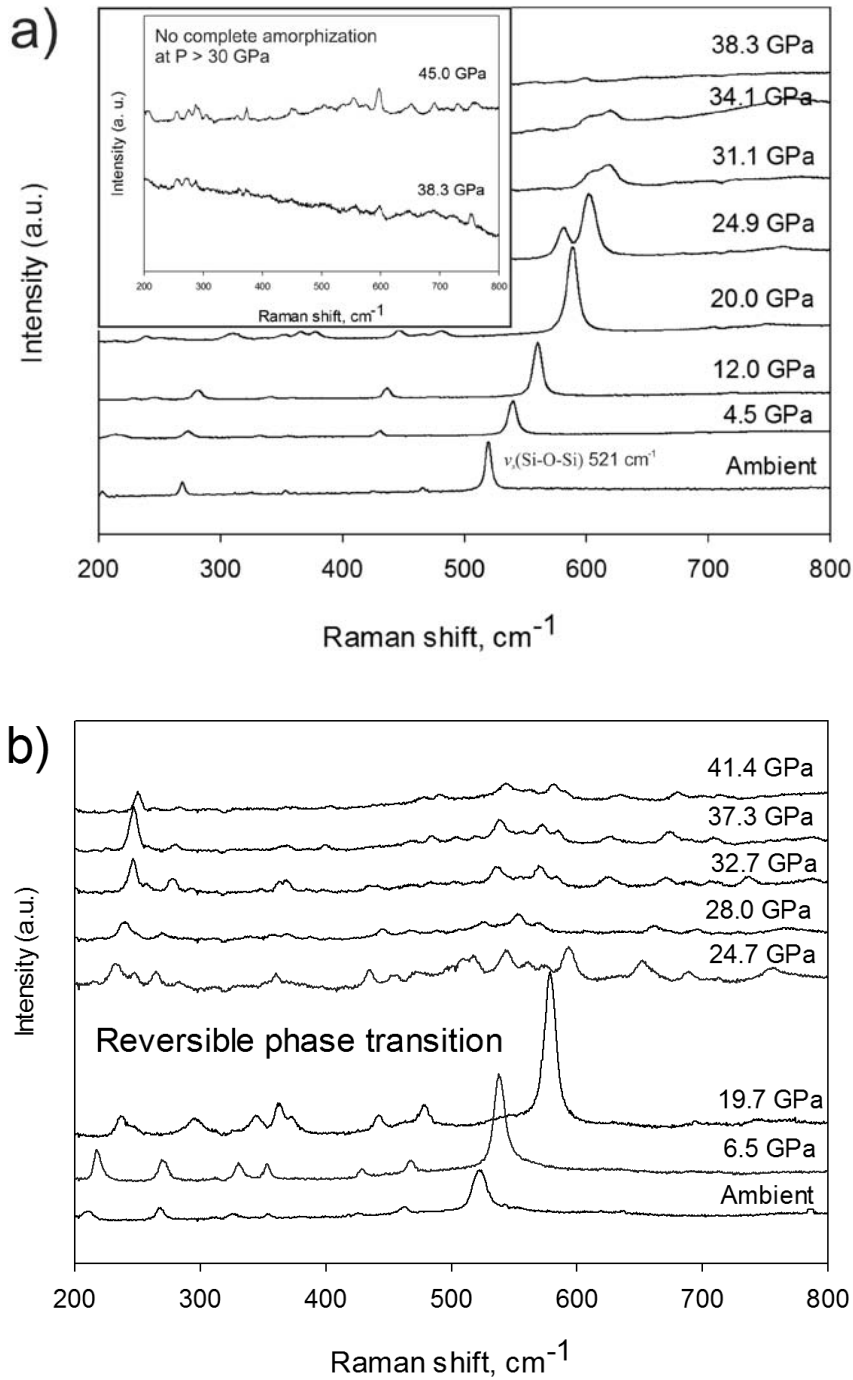 a)
No complete amorphization
at P > 30 GPa
45.0 GPa
38.3 GPa
Intensity (a. u.)
200 300 400 500 600 700 800
Raman shift, cm-1
38.3 GPa
34.1 GPa
31.1 GPa
24.9 GPa
20.0 GPa
12.0 GPa
4.5 GPa
νs(Si-O-Si) 521 cm-1
Ambient
Intensity (a.u.)
200 300 400 500 600 700 800
Raman shift, cm-1
b)
41.4 GPa
37.3 GPa
32.7 GPa
28.0 GPa
24.7 GPa
Reversible phase transition
19.7 GPa
6.5 GPa
Ambient
Intensity (a.u.)
200 300 400 500 600 700 800
Raman shift, cm-1